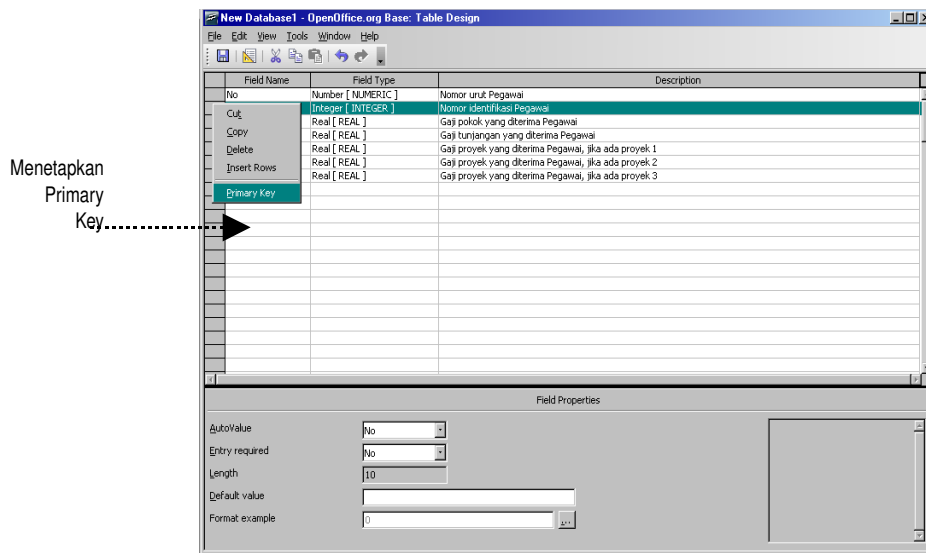 New Database1 - OpenOffice.org Base: Table Design
File Edit View Tools Window Help
Field Name Field Type Description
No Number [ NUMERIC ] Nomor urut Pegawai
Integer [ INTEGER ] Nomor identifikasi Pegawai
Cut Real [ REAL ] Gaji pokok yang diterima Pegawai
Copy Real [ REAL ] Gaji tunjangan yang diterima Pegawai
Delete Real [ REAL ] Gaji proyek yang diterima Pegawai, jika ada proyek 1
Insert Rows Real [ REAL ] Gaji proyek yang diterima Pegawai, jika ada proyek 2
Real [ REAL ] Gaji proyek yang diterima Pegawai, jika ada proyek 3
Primary Key
Menetapkan
Primary
Key
Field Properties
AutoValue No
Entry required No
Length 10
Default value
Format example 0 ...